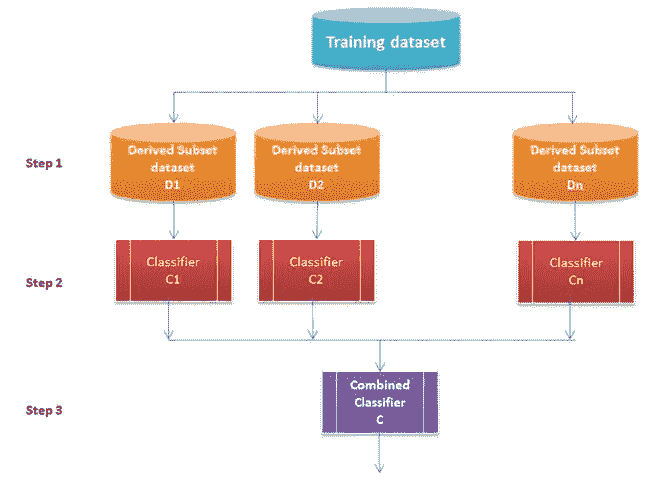 Training dataset
Step 1
Derived Subset
dataset
D1
Derived Subset
dataset
D2
Derived Subset
dataset
Dn
Step 2
Classifier
C1
Classifier
C2
Classifier
Cn
Step 3
Combined
Classifier
C